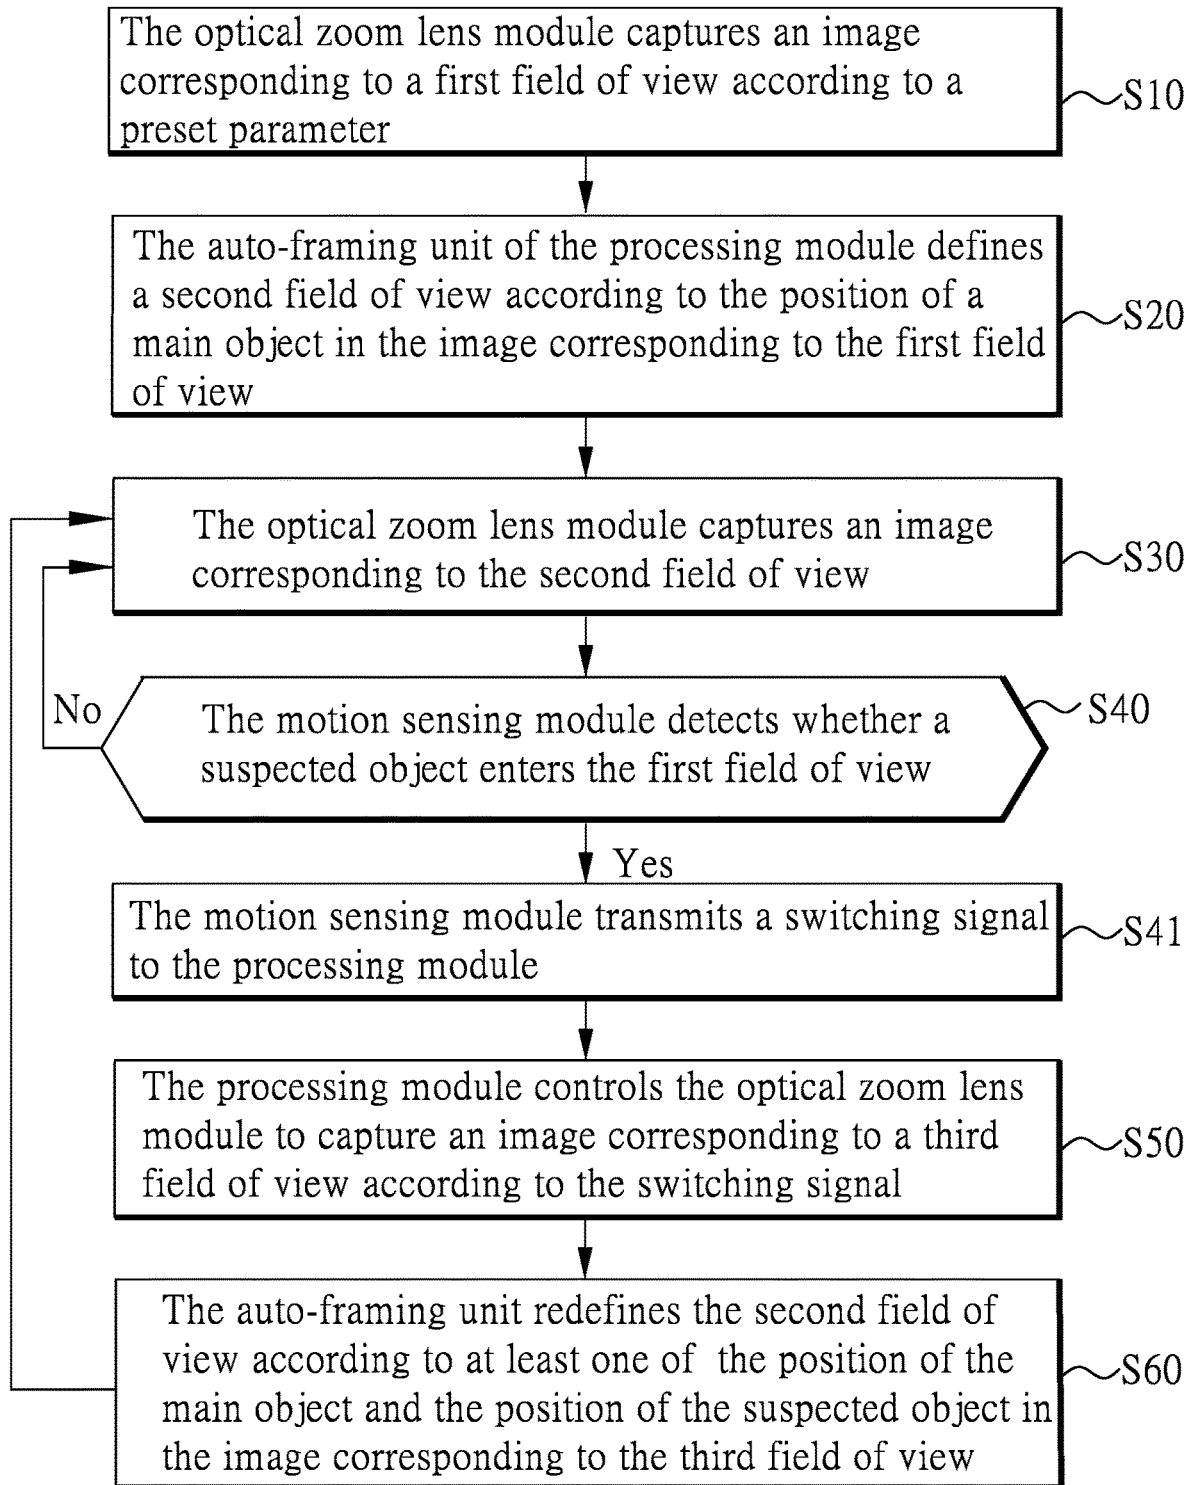 The optical zoom lens module captures an image
corresponding to a first field of view according to a
preset parameter
S10
The auto-framing unit of the processing module defines
a second field of view according to the position of a
main object in the image corresponding to the first field
of view
S20
The optical zoom lens module captures an image
corresponding to the second field of view
S30
No
The motion sensing module detects whether a
suspected object enters the first field of view
S40
Yes
The motion sensing module transmits a switching signal
to the processing module
S41
The processing module controls the optical zoom lens
module to capture an image corresponding to a third
field of view according to the switching signal
S50
The auto-framing unit redefines the second field of
view according to at least one of the position of the
main object and the position of the suspected object in
the image corresponding to the third field of view
S60